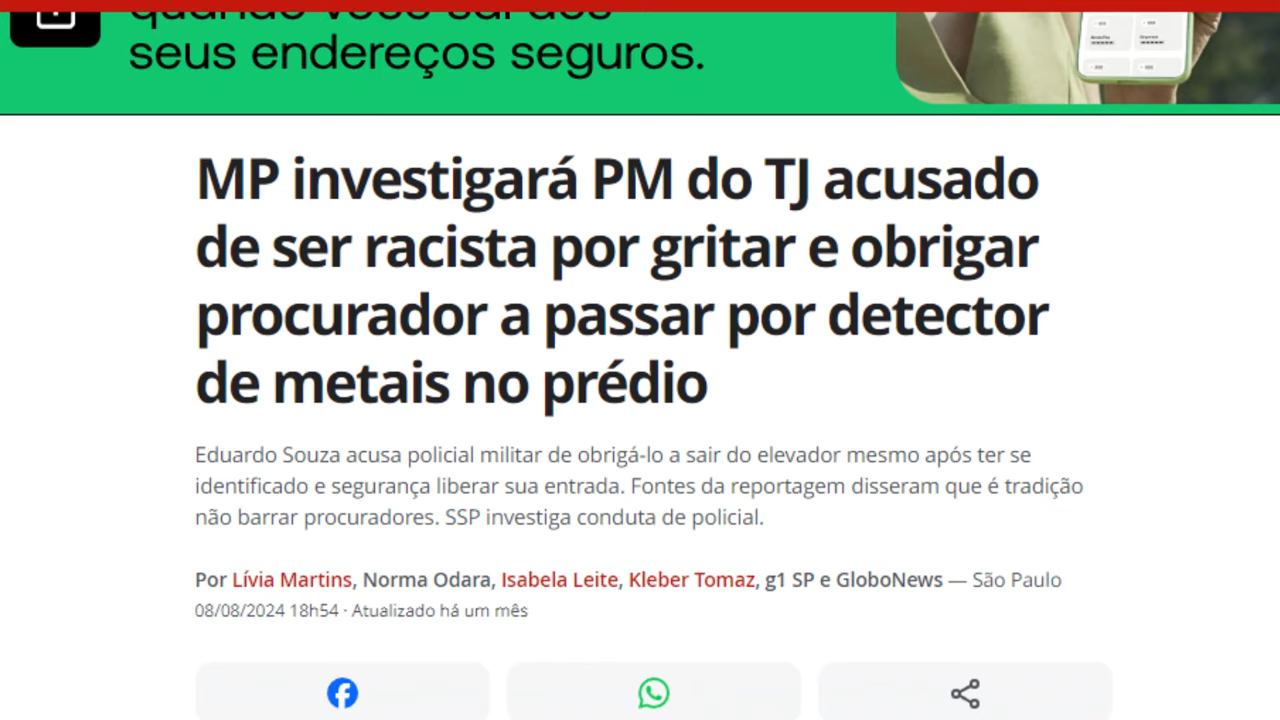 quando você sai dos
seus endereços seguros.
MP investigará PM do TJ acusado
de ser racista por gritar e obrigar
procurador a passar por detector
de metais no prédio
Eduardo Souza acusa policial militar de obrigá-lo a sair do elevador mesmo após ter se
identificado e segurança liberar sua entrada. Fontes da reportagem disseram que é tradição
não barrar procuradores. SSP investiga conduta de policial.
Por Lívia Martins, Norma Odara, Isabela Leite, Kleber Tomaz, g1 SP e GloboNews — São Paulo
08/08/2024 18h54 · Atualizado há um mês